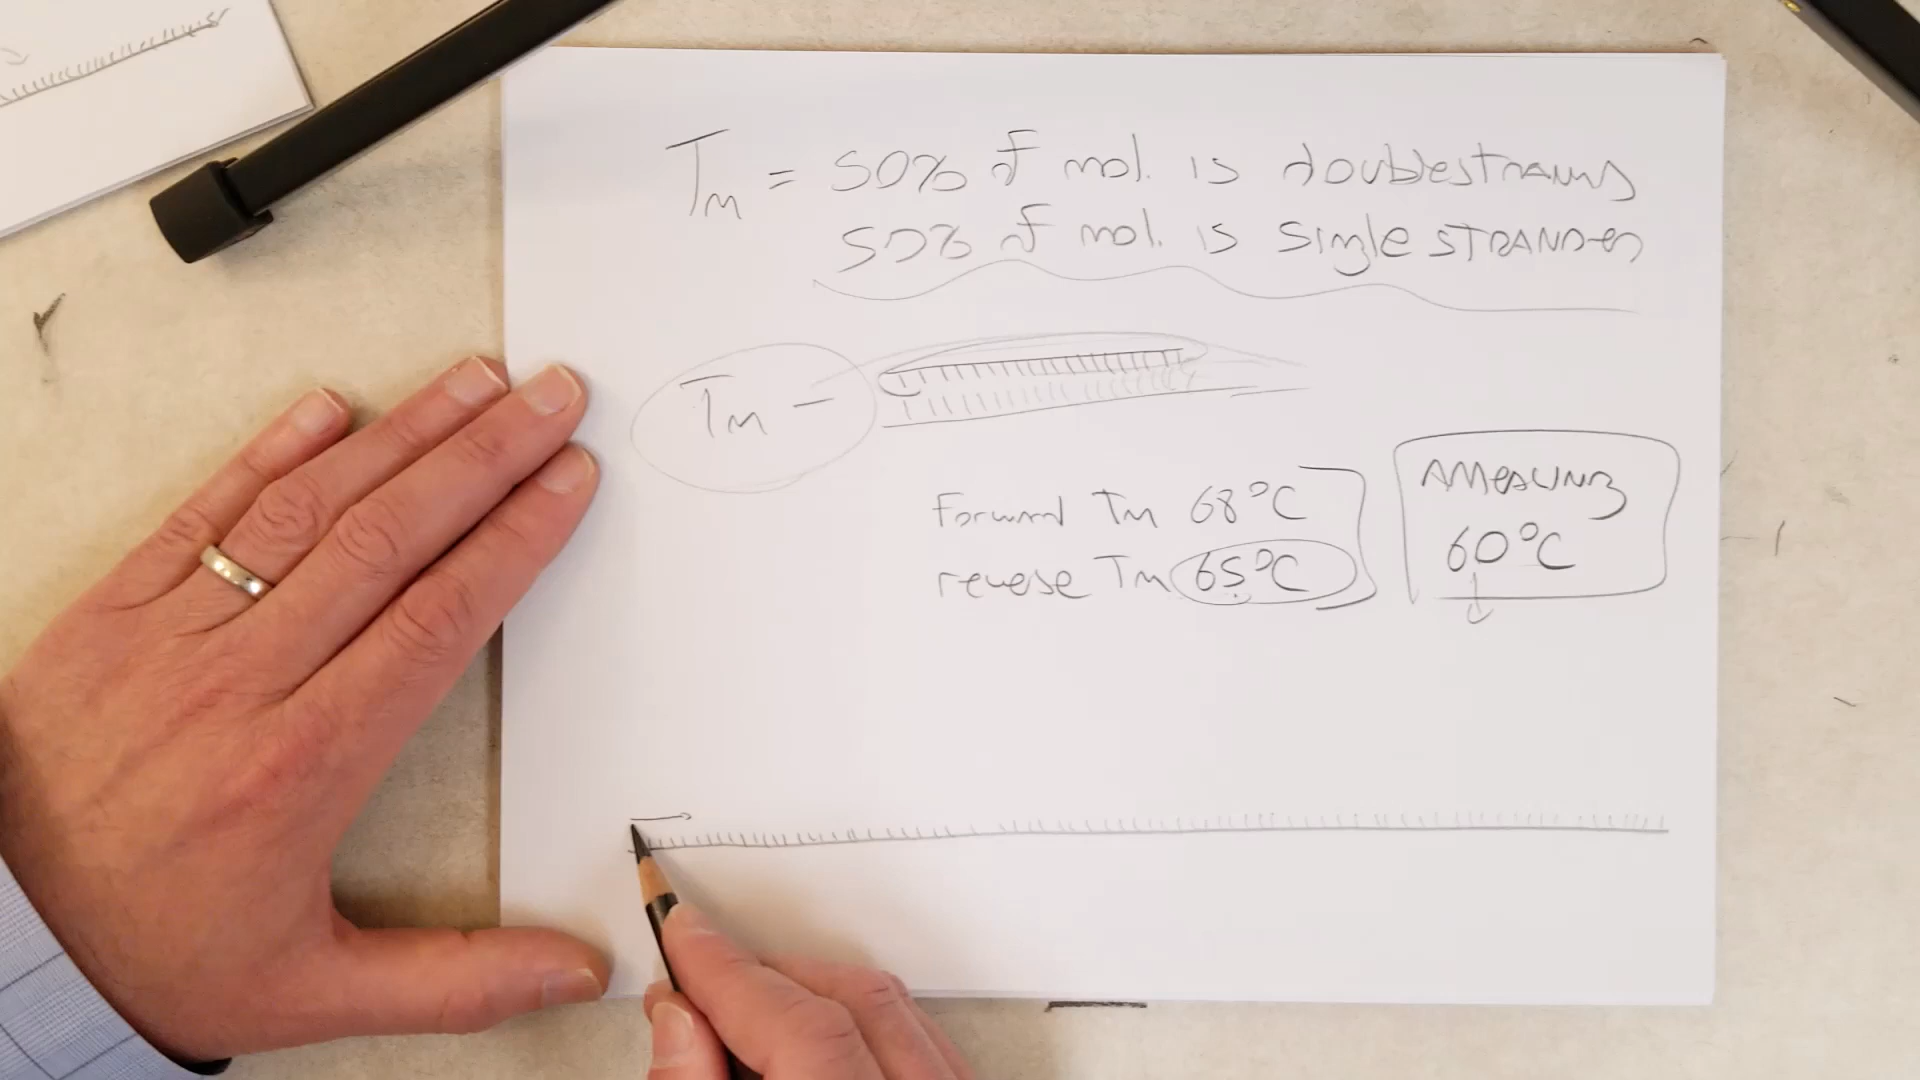 Tm = 50% of mol. is doublestranded
50% of mol. is single stranded
Tm -
Forward Tm 68°C
reverse Tm 65°C
Annealing
60°C